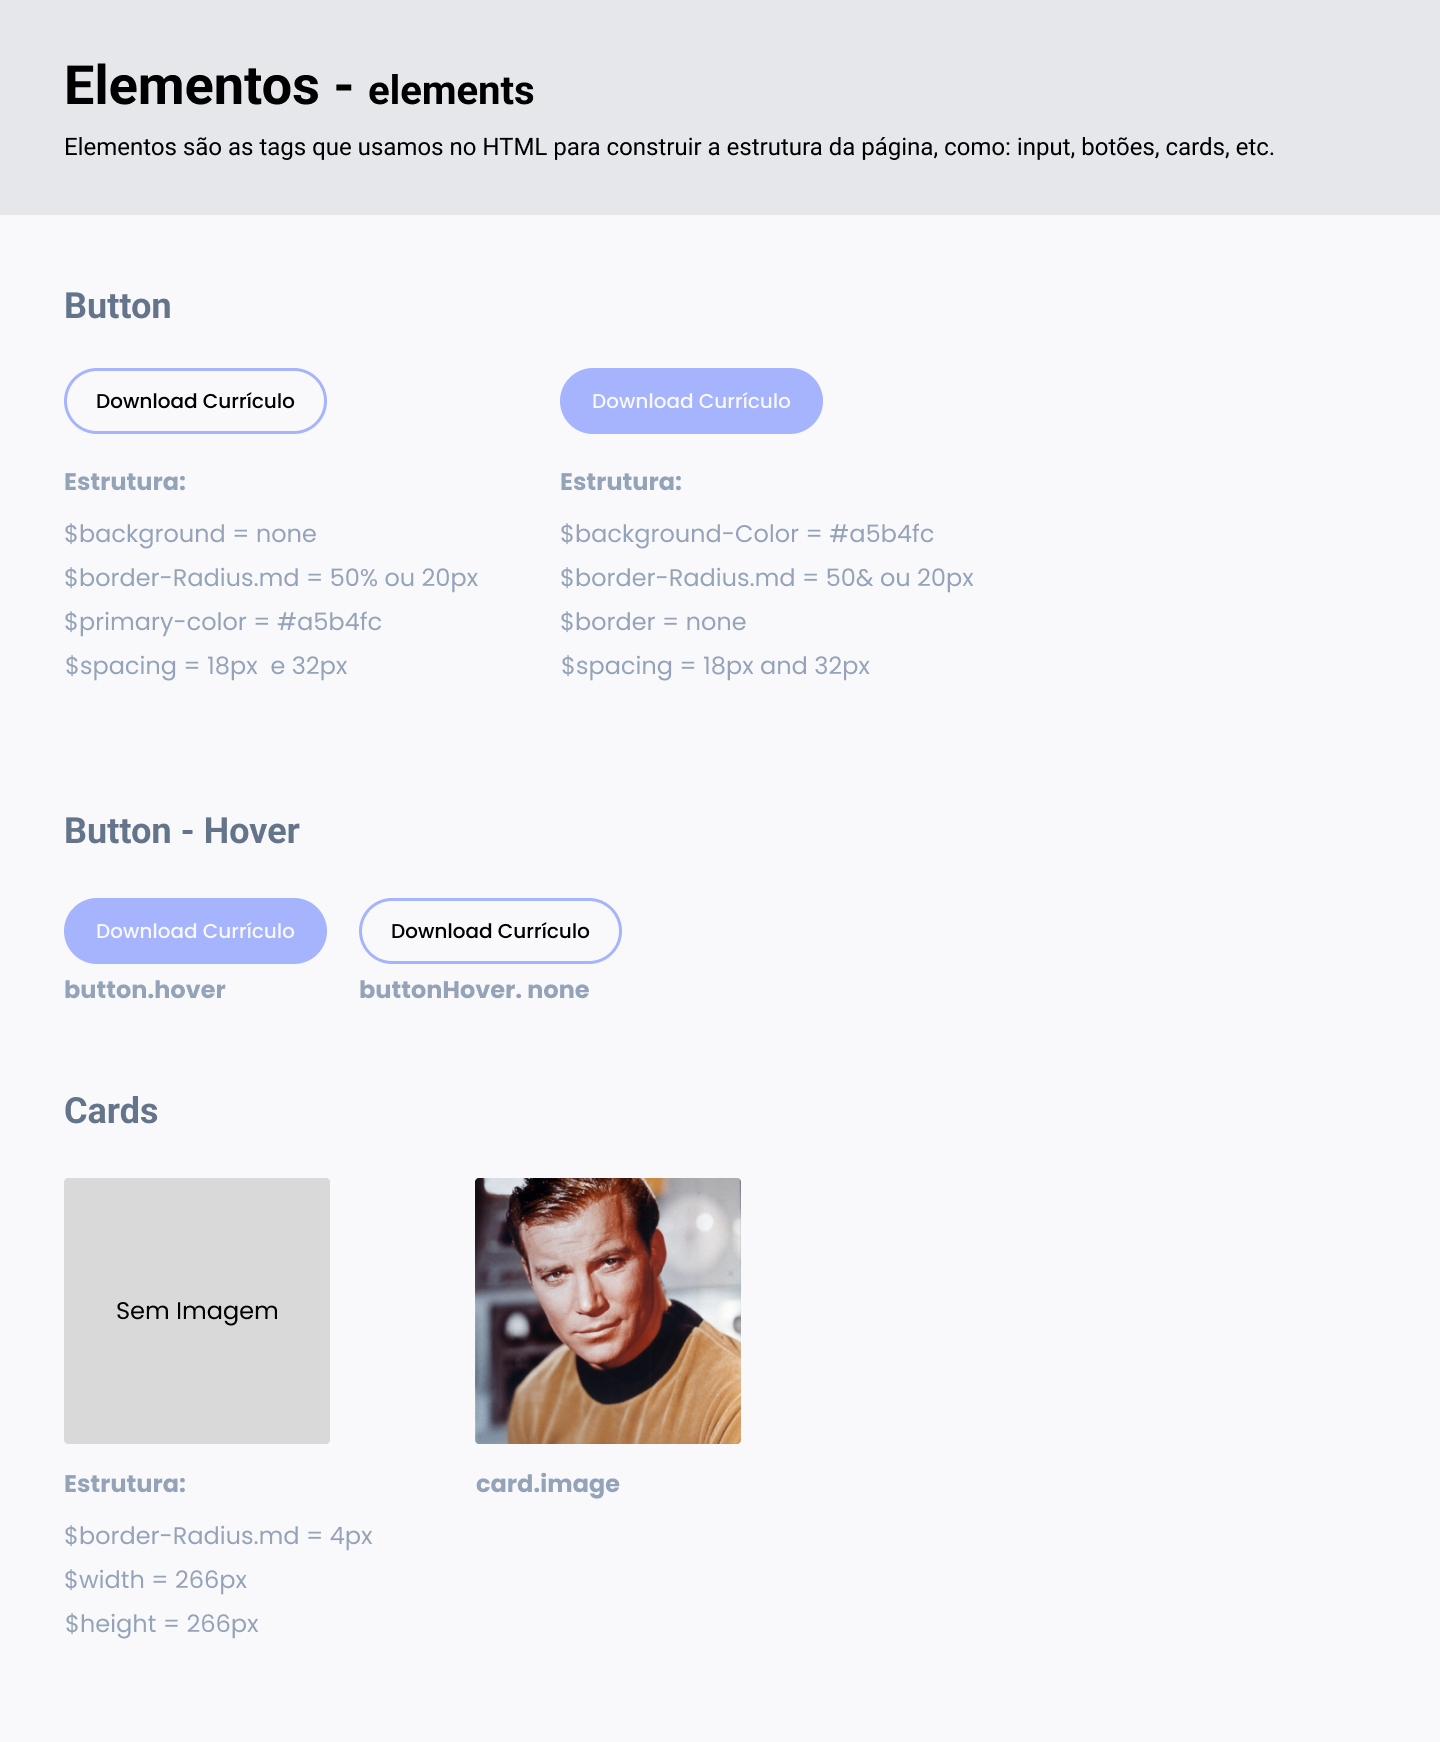 Elementos - elements
Elementos são as tags que usamos no HTML para construir a estrutura da página, como: input, botões, cards, etc.
Button
Download Currículo
Download Currículo
Estrutura:
$background = none
$border-Radius.md = 50% ou 20px
$primary-color = #a5b4fc
$spacing = 18px  e 32px
Estrutura:
$background-Color = #a5b4fc
$border-Radius.md = 50& ou 20px
$border = none
$spacing = 18px and 32px
Button - Hover
Download Currículo
button.hover
Download Currículo
buttonHover. none
Cards
Sem Imagem
Estrutura:
$border-Radius.md = 4px
$width = 266px
$height = 266px
card.image